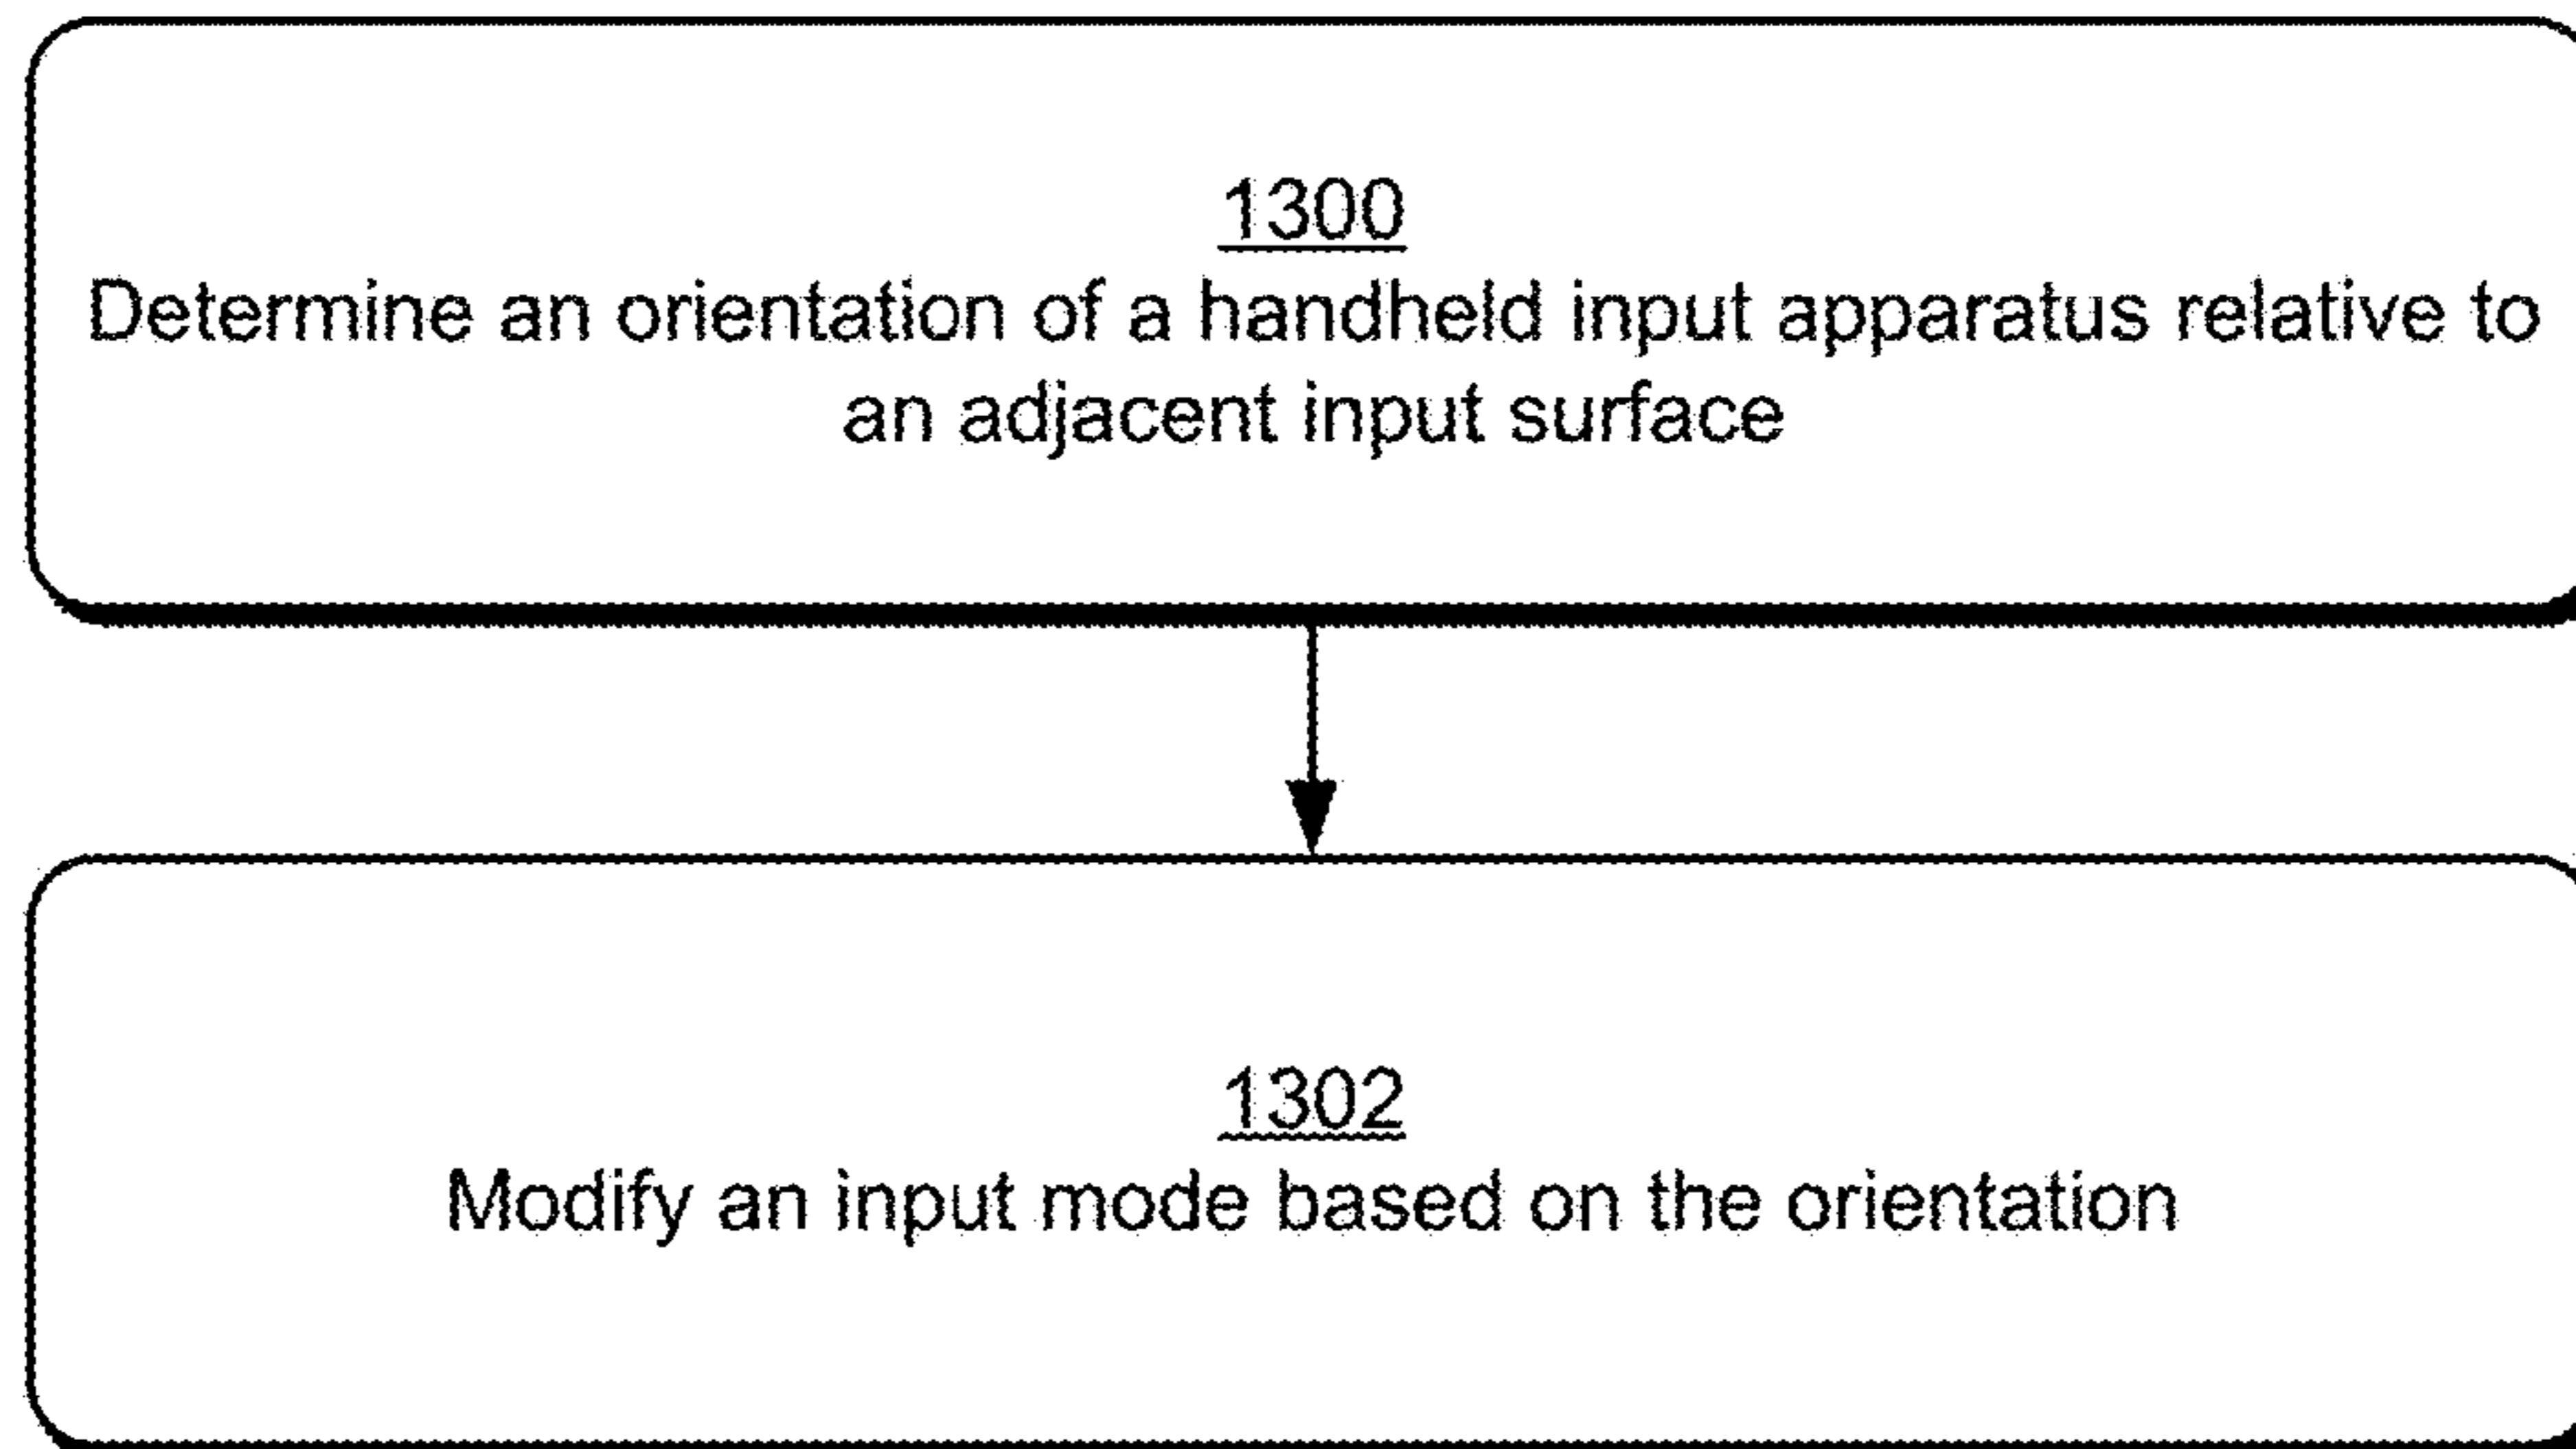 1300
Determine an orientation of a handheld input apparatus relative to
an adjacent input surface
1302
Modify an input mode based on the orientation